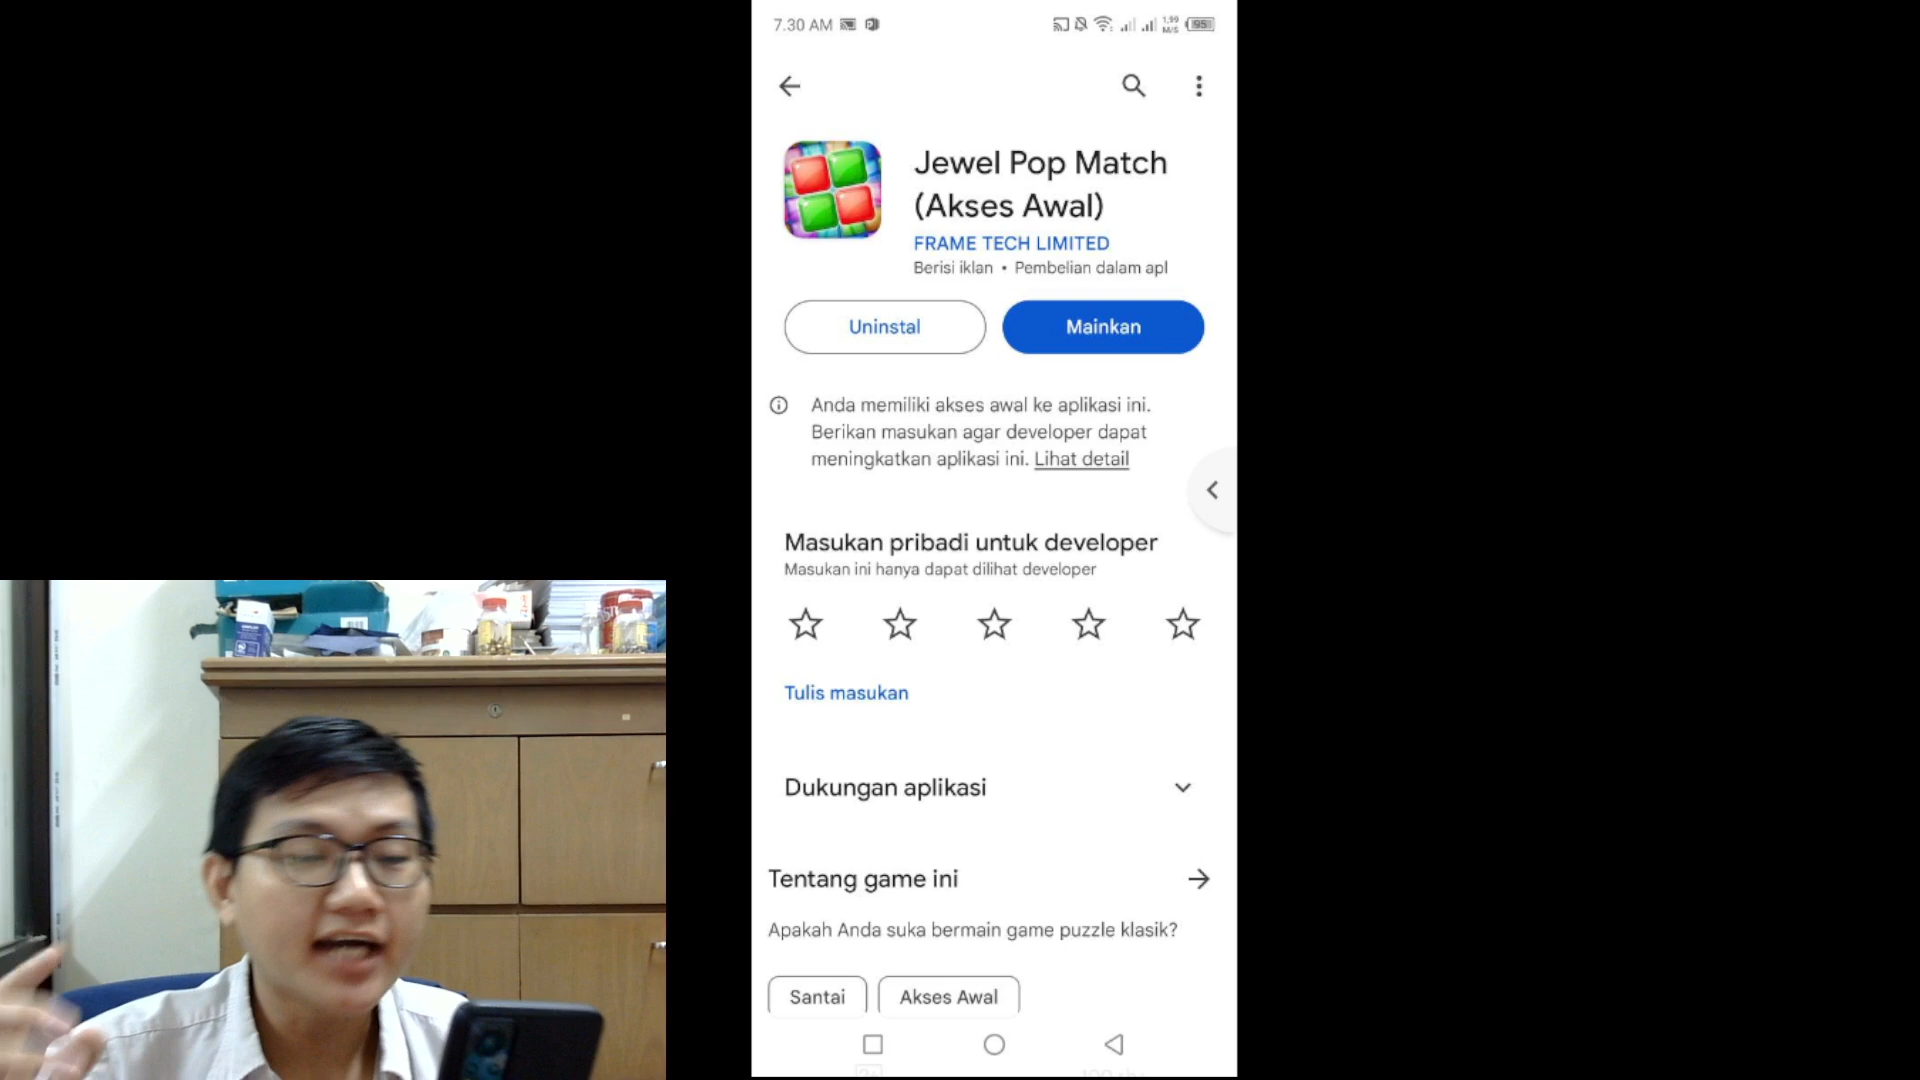 7.30 AM
1,99
M/S
95
Jewel Pop Match
(Akses Awal)
FRAME TECH LIMITED
Berisi iklan • Pembelian dalam apl
Uninstal
Mainkan
Anda memiliki akses awal ke aplikasi ini.
Berikan masukan agar developer dapat
meningkatkan aplikasi ini. Lihat detail
Masukan pribadi untuk developer
Masukan ini hanya dapat dilihat developer
Tulis masukan
Dukungan aplikasi
Tentang game ini
Apakah Anda suka bermain game puzzle klasik?
Santai
Akses Awal